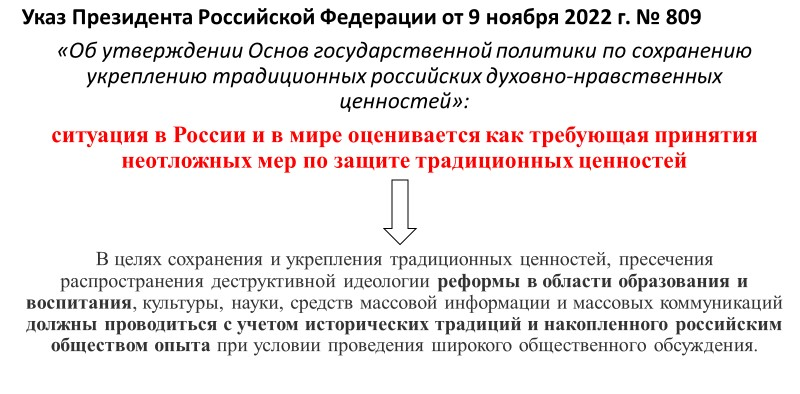 Указ Президента Российской Федерации от 9 ноября 2022 г. № 809
«Об утверждении Основ государственной политики по сохранению
укреплению традиционных российских духовно-нравственных
ценностей»:
ситуация в России и в мире оценивается как требующая принятия
неотложных мер по защите традиционных ценностей
В целях сохранения и укрепления традиционных ценностей, пресечения
распространения деструктивной идеологии реформы в области образования и
воспитания, культуры, науки, средств массовой информации и массовых коммуникаций
должны проводиться с учетом исторических традиций и накопленного российским
обществом опыта при условии проведения широкого общественного обсуждения.